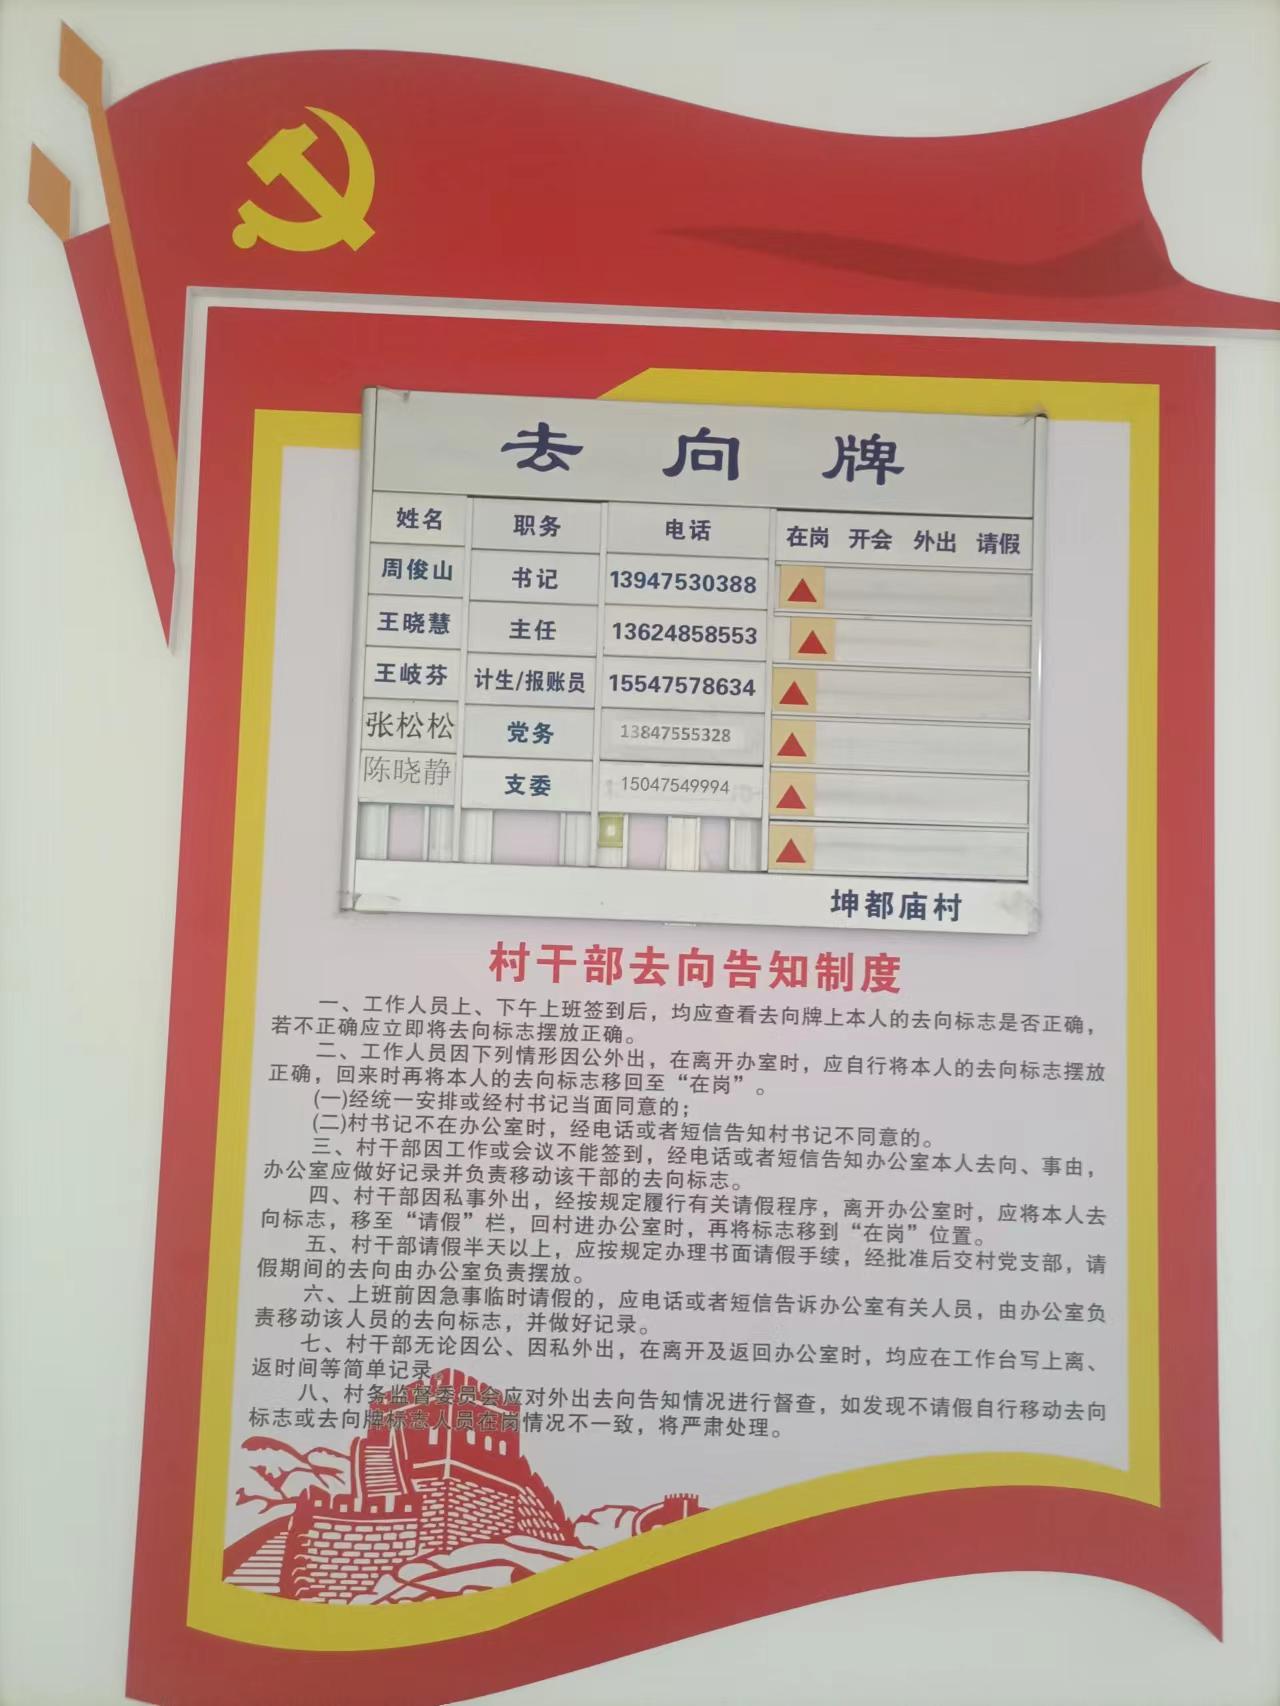 去 向 牌
姓名 职务 电话 在岗 开会 外出 请假
周俊山 书记 13947530388
王晓慧 主任 13624858553
王岐芬 计生/报账员 15547578634
张松松 党务 13847555328
陈晓静 支委 15047549994
坤都庙村
村干部去向告知制度
一、工作人员上、下午上班签到后，均应查看去向牌上本人的去向标志是否正确，
若不正确应立即将去向标志摆放正确。
二、工作人员因下列情形因公外出，在离开办室时，应自行将本人的去向标志摆放
正确，回来时再将本人的去向标志移回至“在岗”。
(一)经统一安排或经村书记当面同意的；
(二)村书记不在办公室时，经电话或者短信告知村书记不同意的。
三、村干部因工作或会议不能签到，经电话或者短信告知办公室本人去向、事由，
办公室应做好记录并负责移动该干部的去向标志。
四、村干部因私事外出，经按规定履行有关请假程序，离开办公室时，应将本人去
向标志，移至“请假”栏，回村进办公室时，再将标志移到“在岗”位置。
五、村干部请假半天以上，应按规定办理书面请假手续，经批准后交村党支部，请
假期间的去向由办公室负责摆放。
六、上班前因急事临时请假的，应电话或者短信告诉办公室有关人员，由办公室负
责移动该人员的去向标志，并做好记录。
七、村干部无论因公、因私外出，在离开及返回办公室时，均应在工作台写上离、
返时间等简单记录。
八、村务监督委员会应对外出去向告知情况进行督查，如发现不请假自行移动去向
标志或去向牌标志人员在岗情况不一致，将严肃处理。